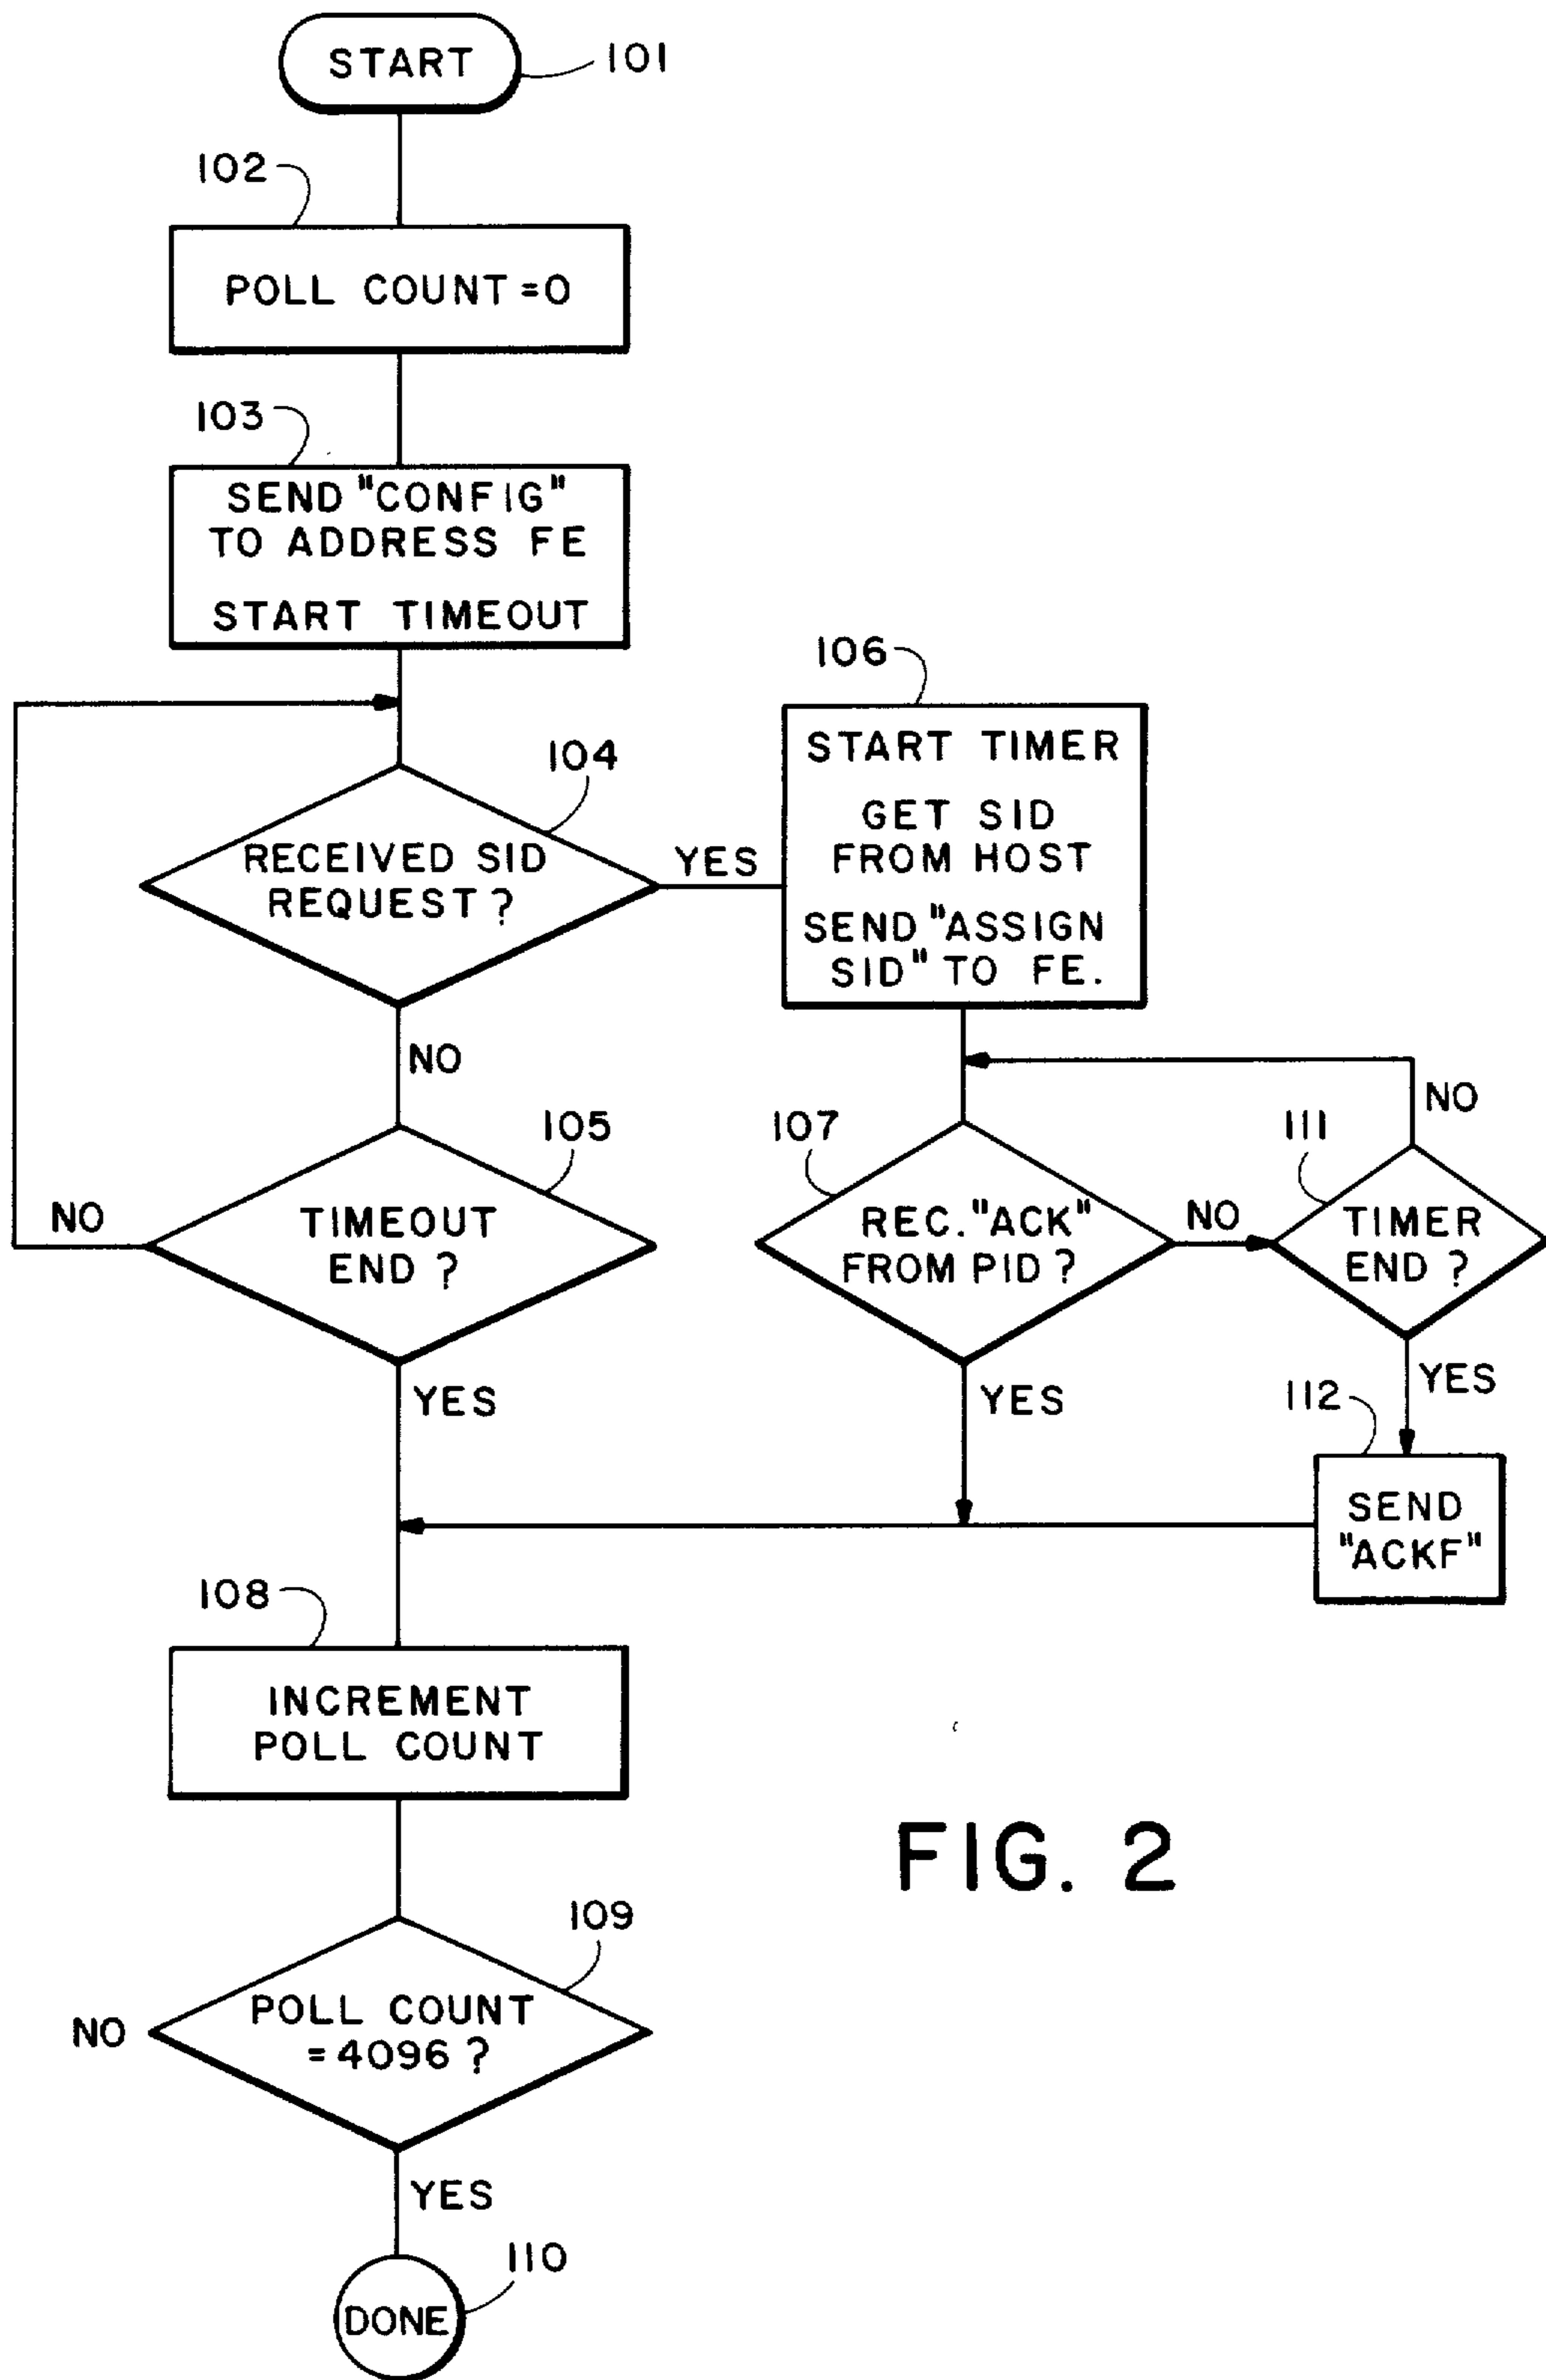 START
101
102
POLL COUNT=0
103
SEND "CONFIG"
TO ADDRESS FE
START TIMEOUT
104
RECEIVED SID
REQUEST?
YES
106
START TIMER
GET SID
FROM HOST
SEND "ASSIGN
SID" TO FE.
NO
105
TIMEOUT
END?
NO
YES
107
REC. "ACK"
FROM PID?
NO
YES
111
TIMER
END?
NO
YES
112
SEND
"ACKF"
108
INCREMENT
POLL COUNT
109
POLL COUNT
=4096?
NO
YES
110
DONE
FIG. 2